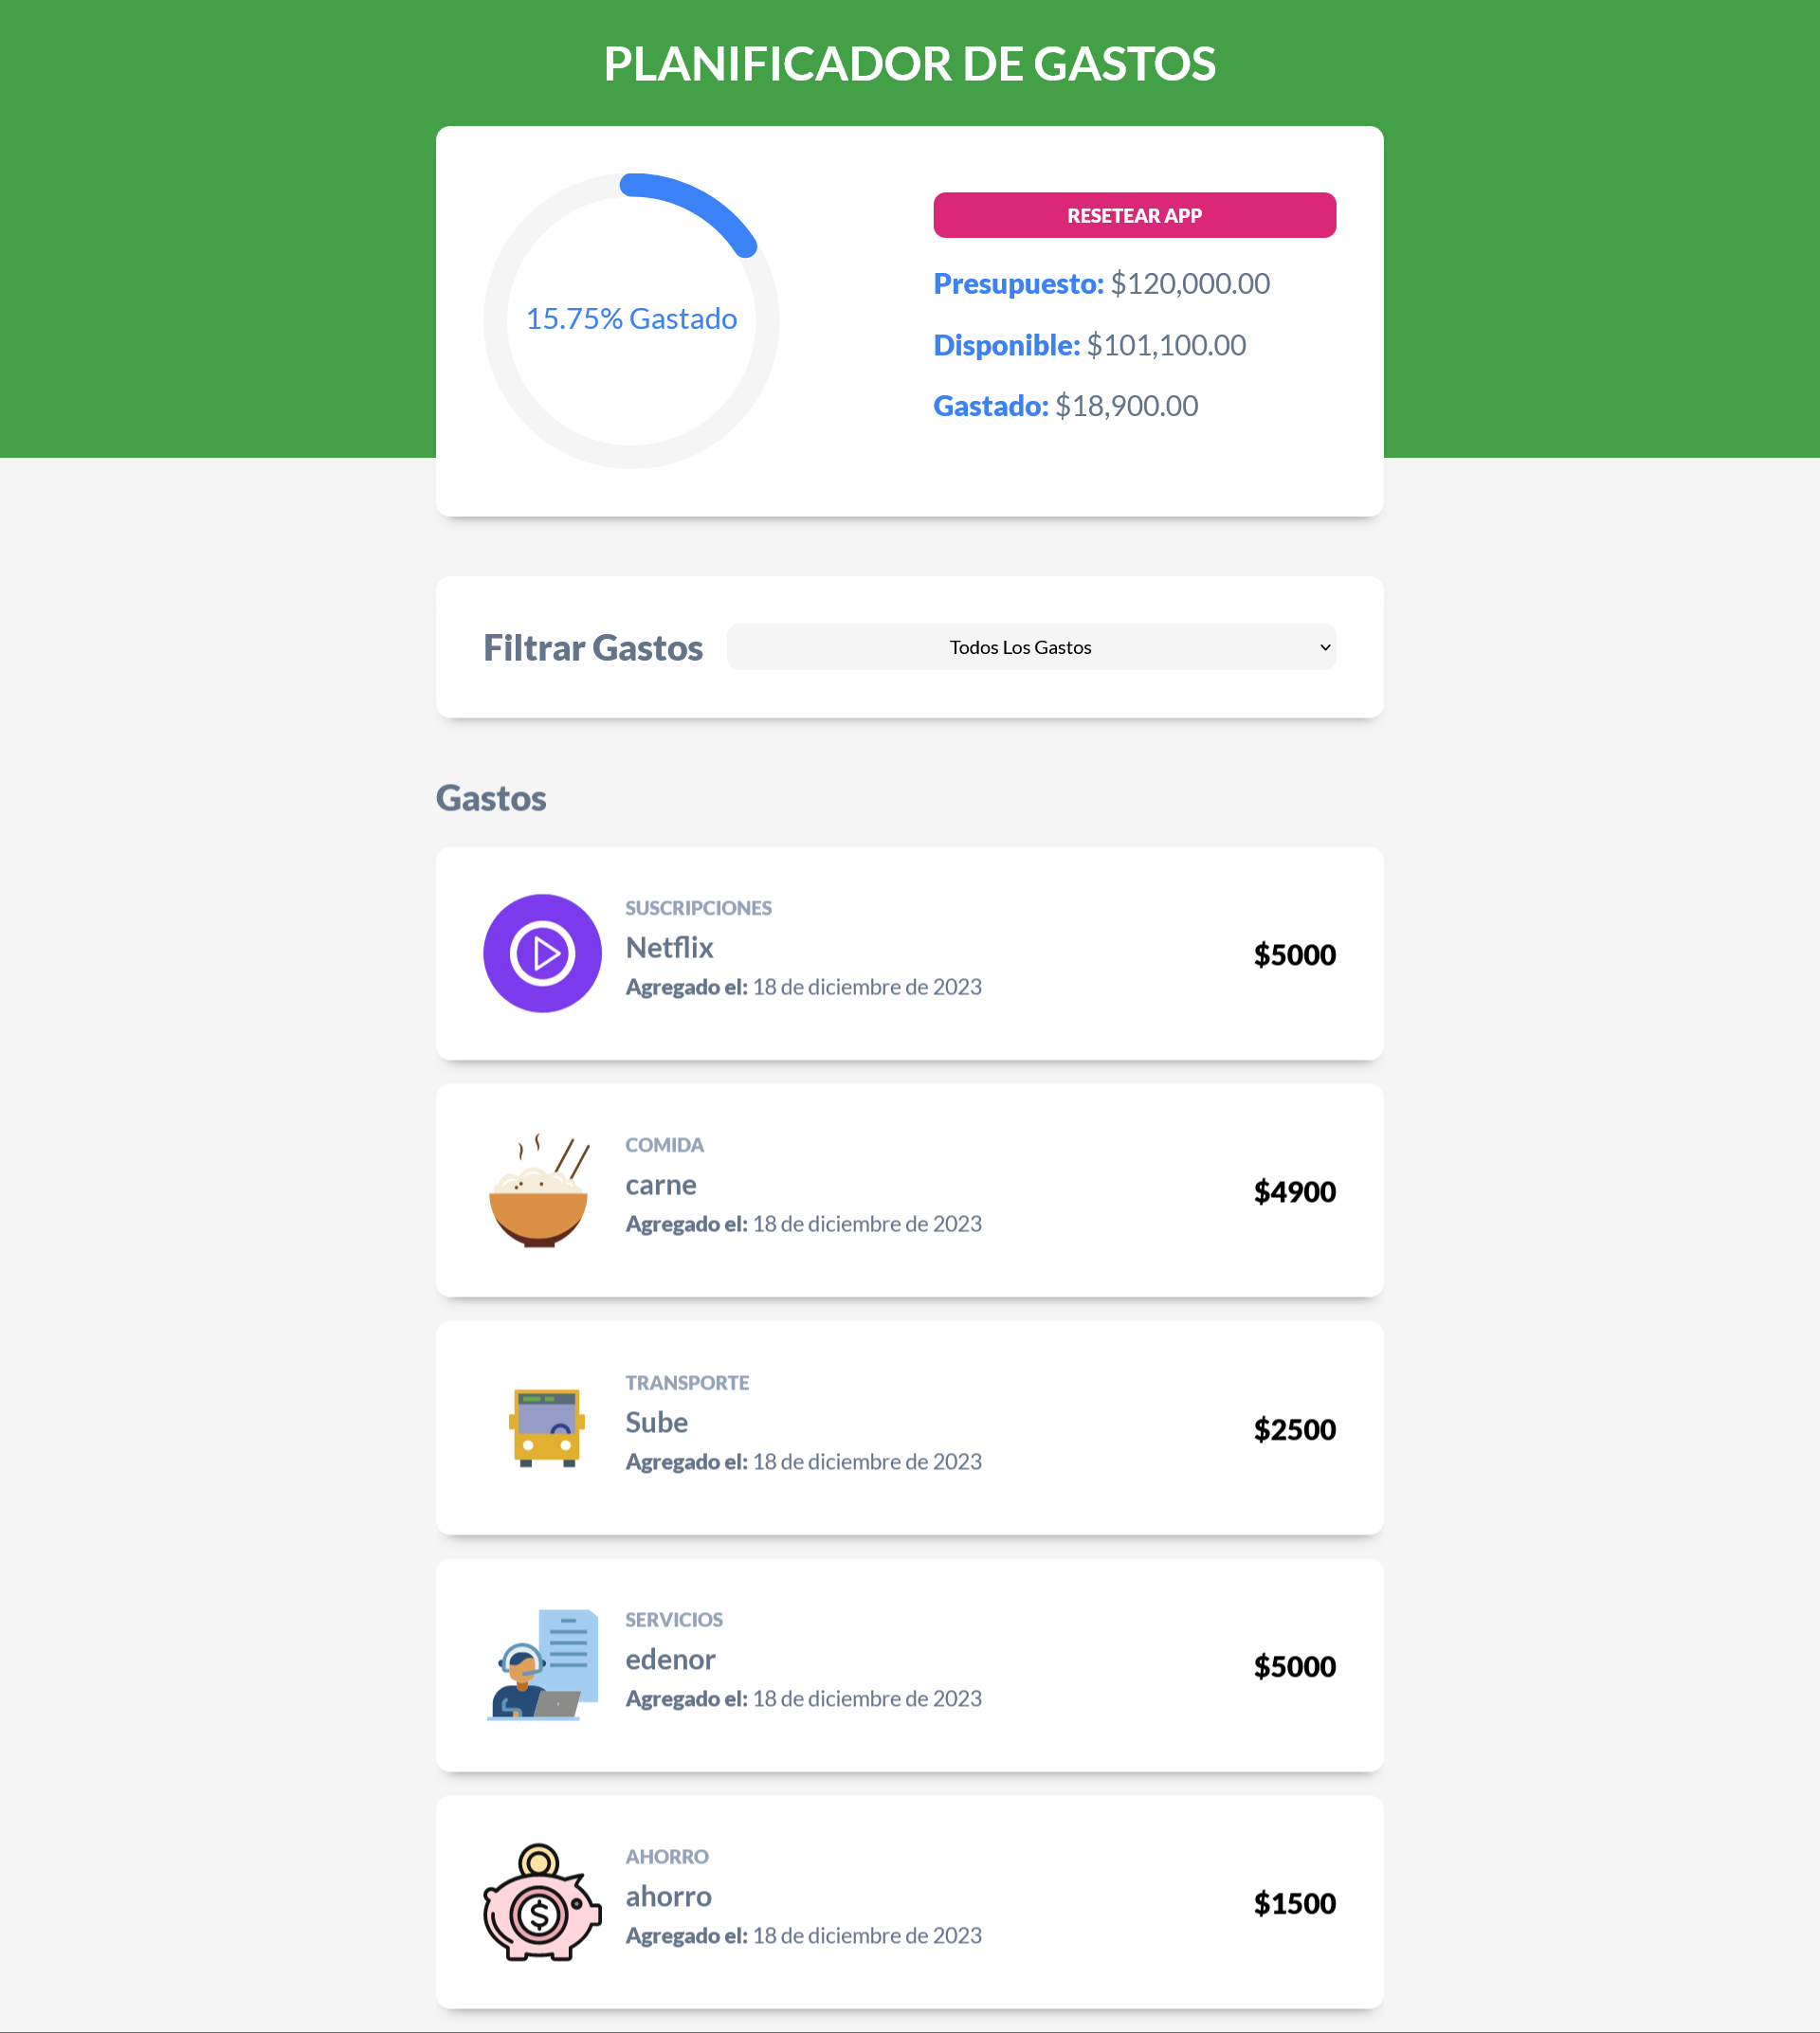 PLANIFICADOR DE GASTOS
15.75% Gastado
RESETEAR APP
Presupuesto: $120,000.00
Disponible: $101,100.00
Gastado: $18,900.00
Filtrar Gastos
Todos Los Gastos
Gastos
SUSCRIPCIONES
Netflix
Agregado el: 18 de diciembre de 2023
$5000
COMIDA
carne
Agregado el: 18 de diciembre de 2023
$4900
TRANSPORTE
Sube
Agregado el: 18 de diciembre de 2023
$2500
SERVICIOS
edenor
Agregado el: 18 de diciembre de 2023
$5000
$
AHORRO
ahorro
Agregado el: 18 de diciembre de 2023
$1500